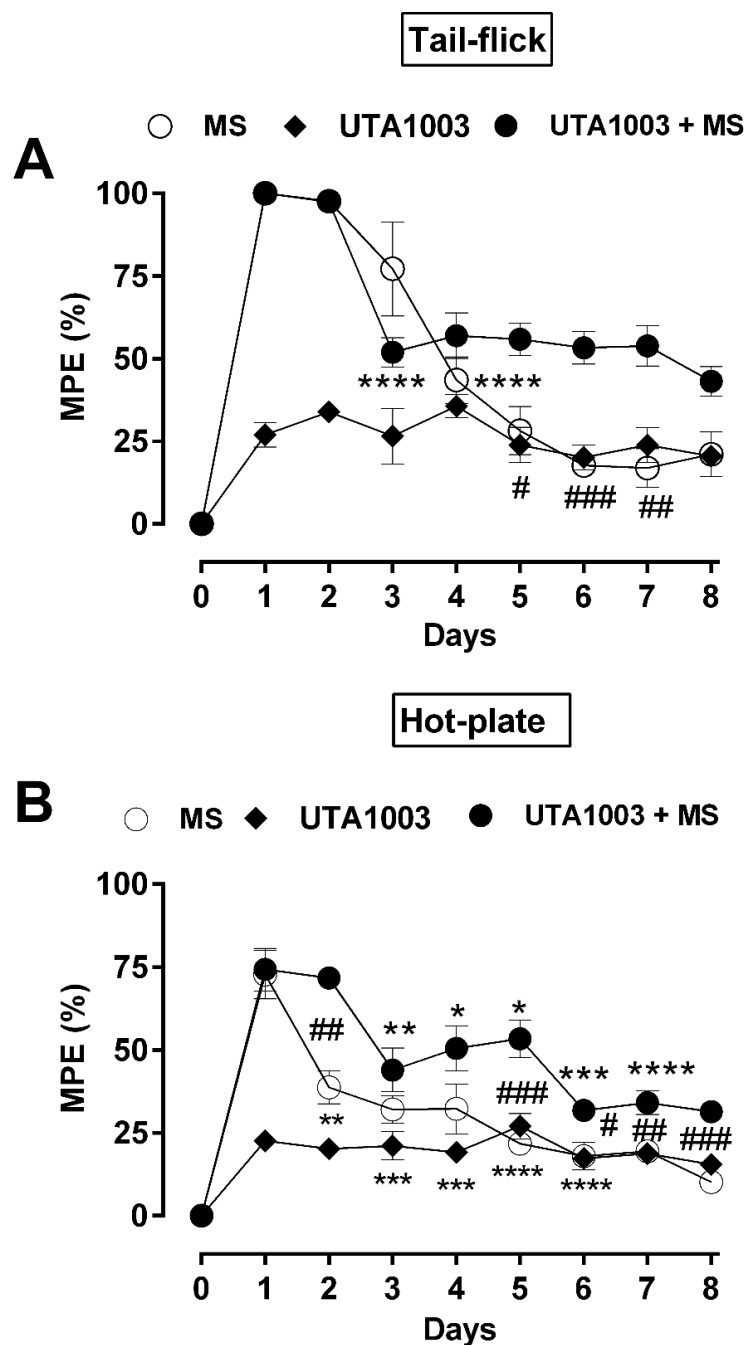 Tail-flick
MS UTA1003 UTA1003 + MS
A
100
75
50
25
0
MPE (%)
**** ****
# ### ##
0 1 2 3 4 5 6 7 8
Days
Hot-plate
B
MS UTA1003 UTA1003 + MS
100
75
50
25
0
MPE (%)
## ** * * *** ****
### # ## ###
** *** *** **** ****
0 1 2 3 4 5 6 7 8
Days